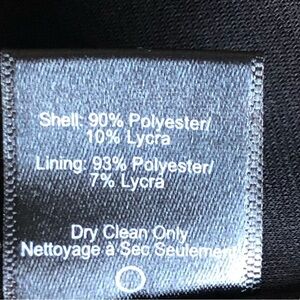 Shell: 90% Polyester/
10% Lycra
Lining: 93% Polyester/
7% Lycra
Dry Clean Only
Nettoyage à Sec Seulement